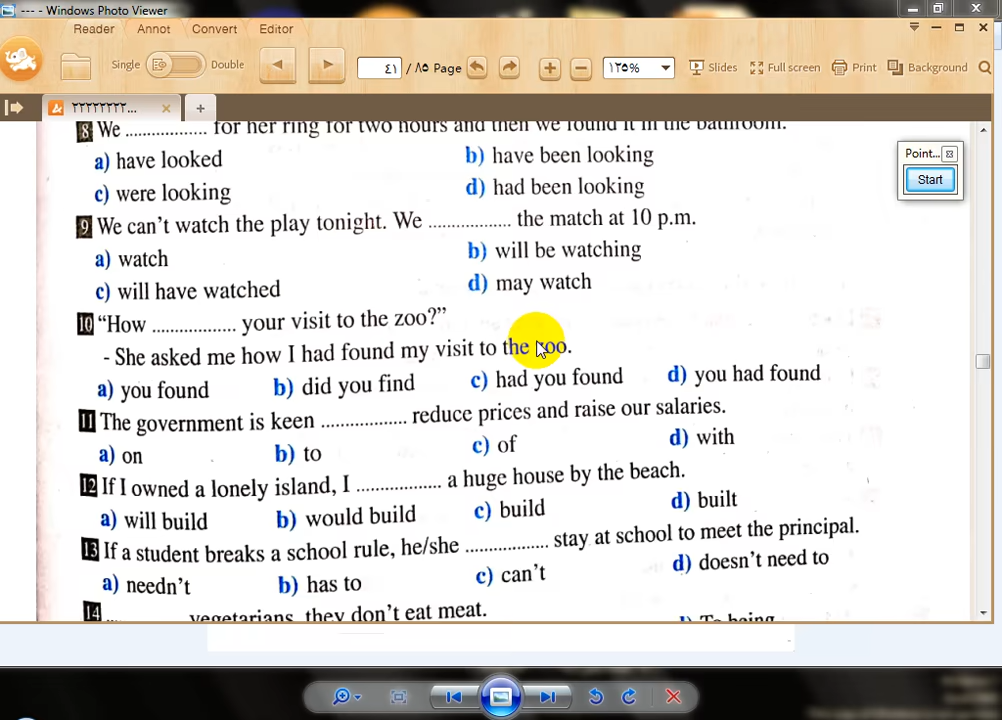 ---- - Windows Photo Viewer
Reader Annot Convert Editor
Single Double ٤١ / ٨٥ Page ١٢٥% Slides Full screen Print Background
٢٢٢٢٢٢٢٢...
8 We .................. for her ring for two hours and then we found it in the bathroom.
a) have looked b) have been looking
c) were looking d) had been looking
9 We can't watch the play tonight. We .................. the match at 10 p.m.
a) watch b) will be watching
c) will have watched d) may watch
10 "How .................. your visit to the zoo?"
- She asked me how I had found my visit to the zoo.
a) you found b) did you find c) had you found d) you had found
11 The government is keen .................. reduce prices and raise our salaries.
a) on b) to c) of d) with
12 If I owned a lonely island, I .................. a huge house by the beach.
a) will build b) would build c) build d) built
13 If a student breaks a school rule, he/she .................. stay at school to meet the principal.
a) needn't b) has to c) can't d) doesn't need to
14 .................. vegetarians, they don't eat meat.
b) To being
Point...
Start